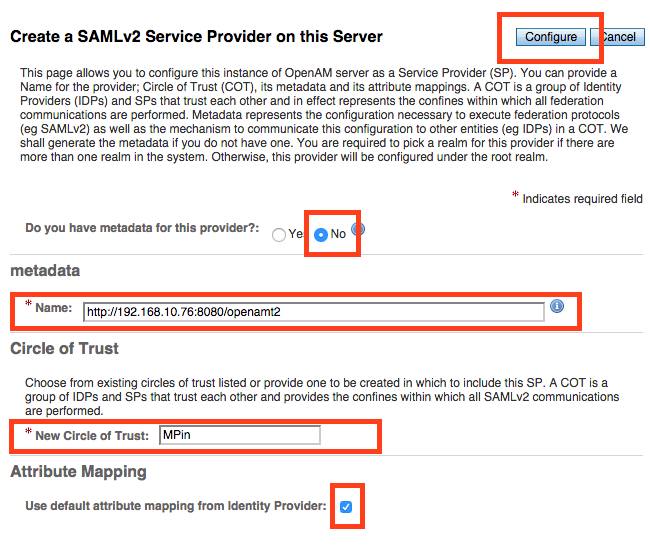 Create a SAMLv2 Service Provider on this Server
Configure
Cancel
This page allows you to configure this instance of OpenAM server as a Service Provider (SP). You can provide a
Name for the provider; Circle of Trust (COT), its metadata and its attribute mappings. A COT is a group of Identity
Providers (IDPs) and SPs that trust each other and in effect represents the confines within which all federation
communications are performed. Metadata represents the configuration necessary to execute federation protocols
(eg SAMLv2) as well as the mechanism to communicate this configuration to other entities (eg IDPs) in a COT. We
shall generate the metadata if you do not have one. You are required to pick a realm for this provider if there are
more than one realm in the system. Otherwise, this provider will be configured under the root realm.
* Indicates required field
Do you have metadata for this provider?: Yes No
metadata
* Name: http://192.168.10.76:8080/openamt2
Circle of Trust
Choose from existing circles of trust listed or provide one to be created in which to include this SP. A COT is a
group of IDPs and SPs that trust each other and provides the confines within which all SAMLv2 communications
are performed.
* New Circle of Trust: MPin
Attribute Mapping
Use default attribute mapping from Identity Provider: